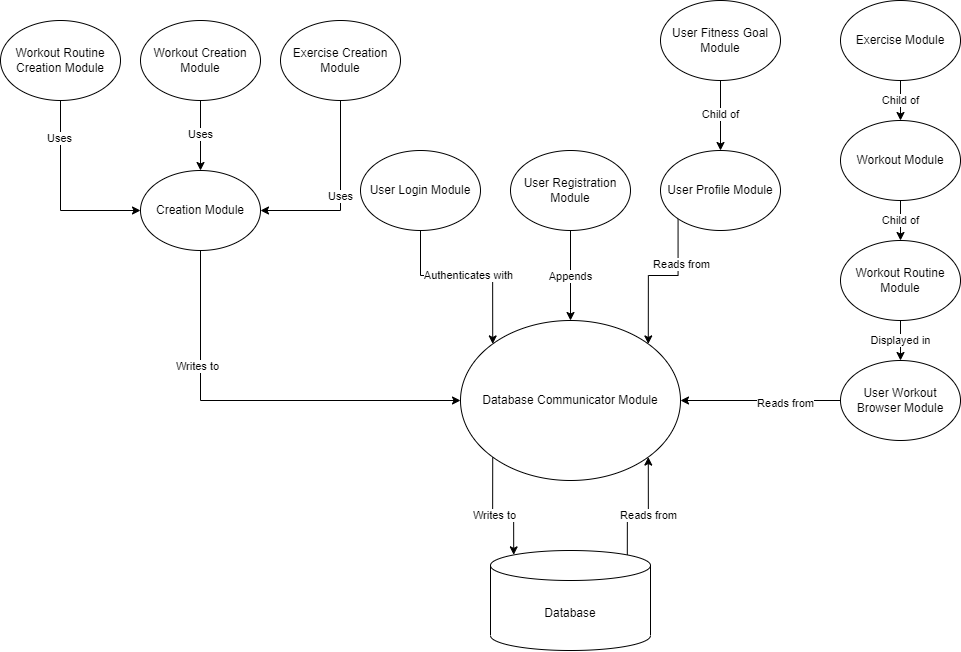 Workout Routine
Creation Module
Workout Creation
Module
Exercise Creation
Module
User Fitness Goal
Module
Exercise Module
Uses
Uses
Uses
Child of
Child of
Creation Module
User Login Module
User Registration
Module
User Profile Module
Workout Module
Child of
Authenticates with
Appends
Reads from
Workout Routine
Module
Displayed in
Writes to
Database Communicator Module
Reads from
User Workout
Browser Module
Writes to
Reads from
Database